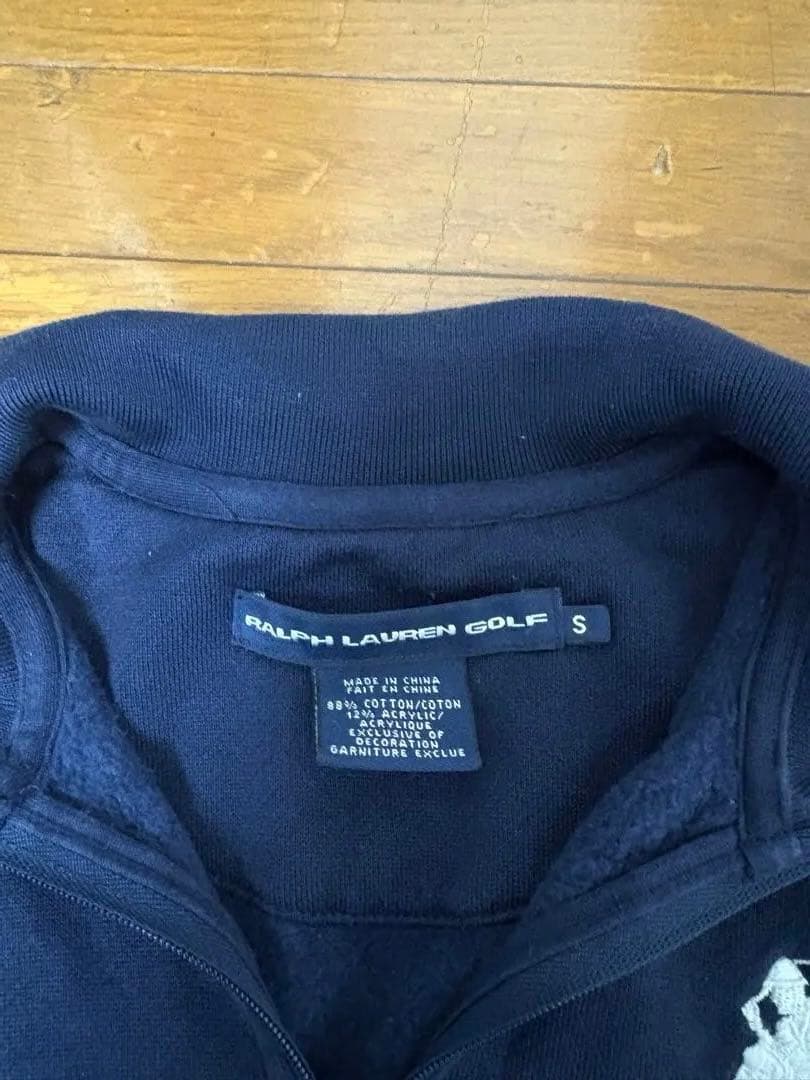 RALPH LAUREN GOLF
S
MADE IN CHINA
FAIT EN CHINE
88% COTTON/COTON
12% ACRYLIC/
ACRYLIQUE
EXCLUSIVE OF
DECORATION
GARNITURE EXCLUE